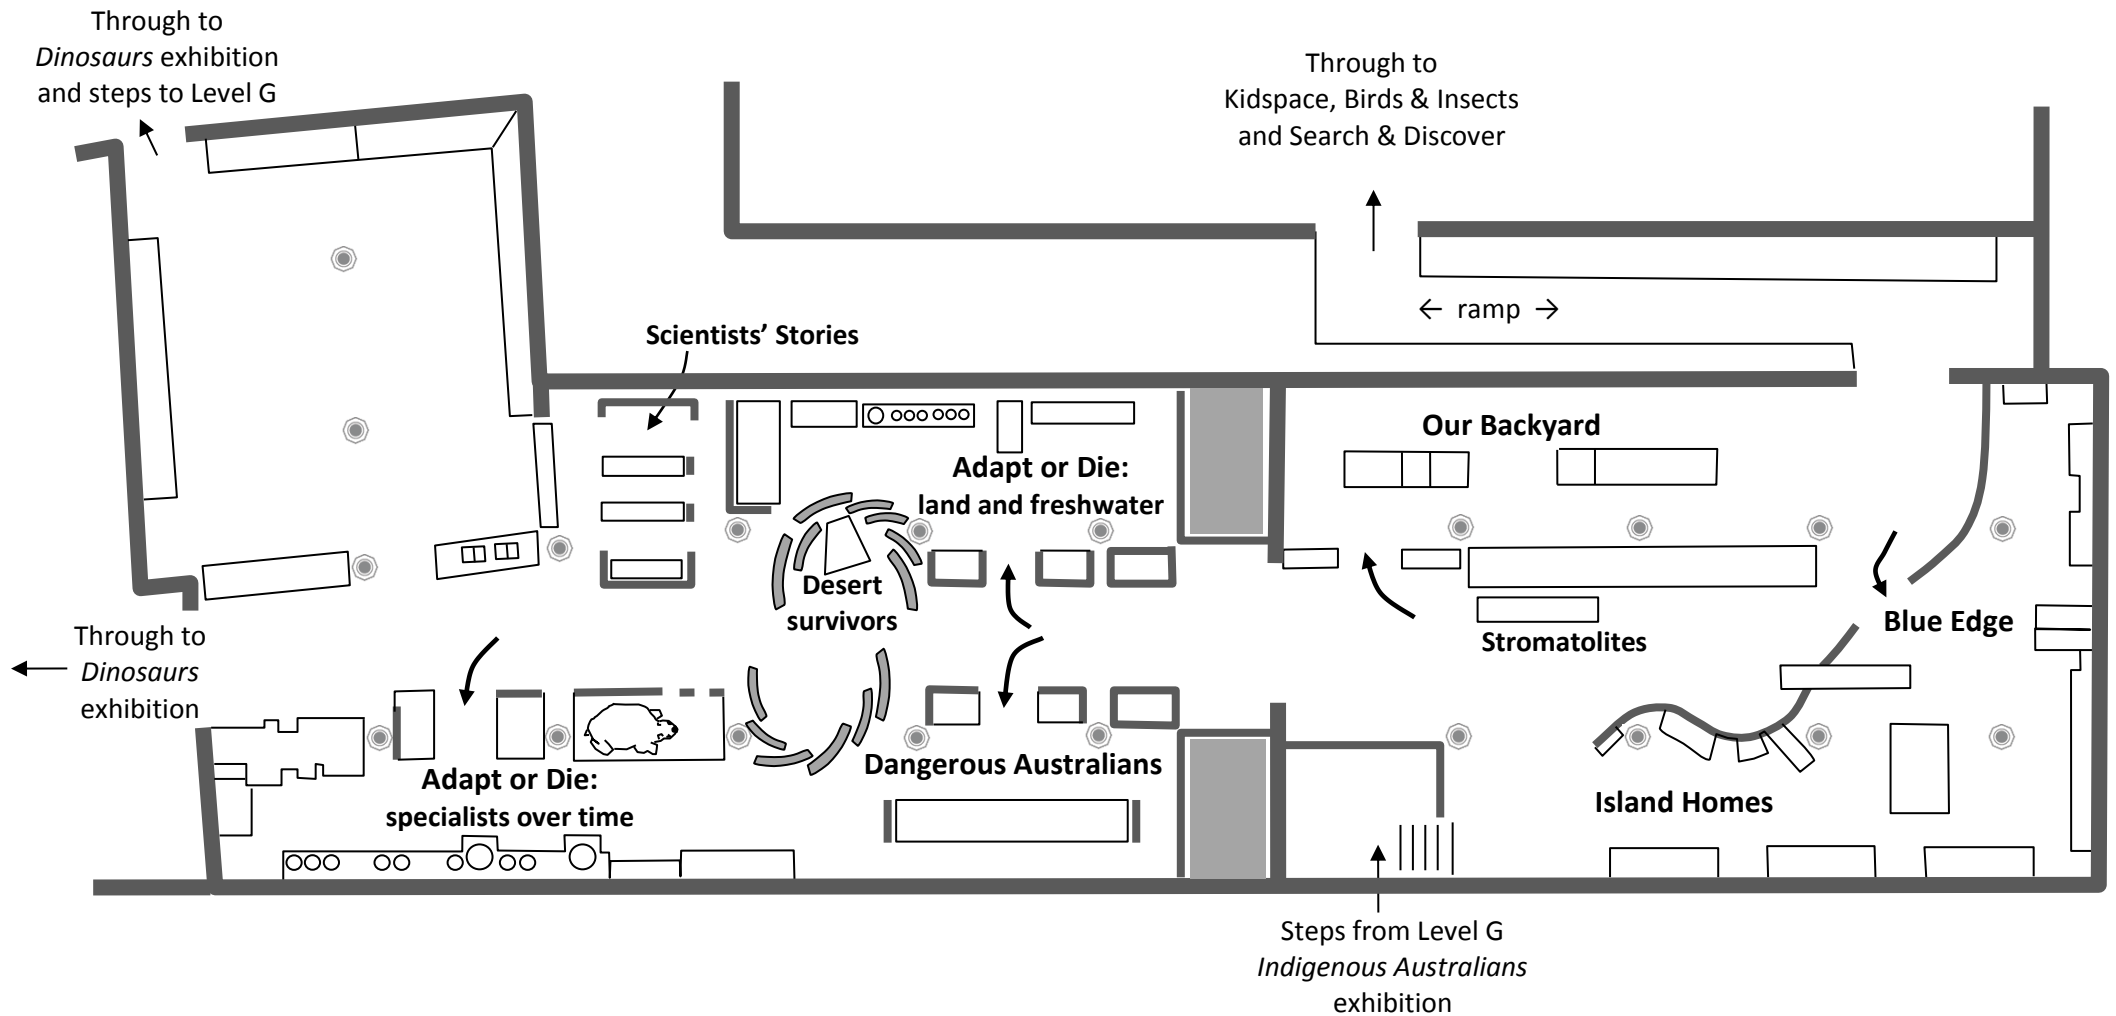 Through to
Dinosaurs exhibition
and steps to Level G
Through to
Kidspace, Birds & Insects
and Search & Discover
← ramp →
Scientists’ Stories
Our Backyard
Adapt or Die:
land and freshwater
Desert
survivors
Blue Edge
Stromatolites
Through to
Dinosaurs
exhibition
Dangerous Australians
Adapt or Die:
specialists over time
Island Homes
Steps from Level G
Indigenous Australians
exhibition